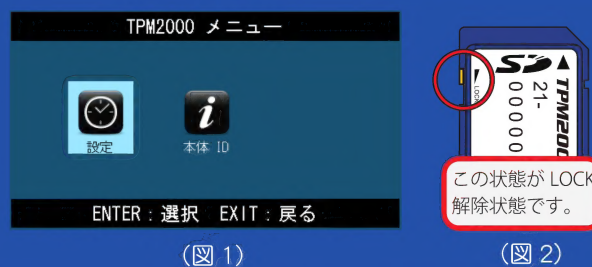 TPM2000 メニュー
設定
本体 ID
ENTER：選択 EXIT：戻る
(図 1)
SD
LOCK
21-
00000
TPM200
この状態が LOCK
解除状態です。
(図 2)